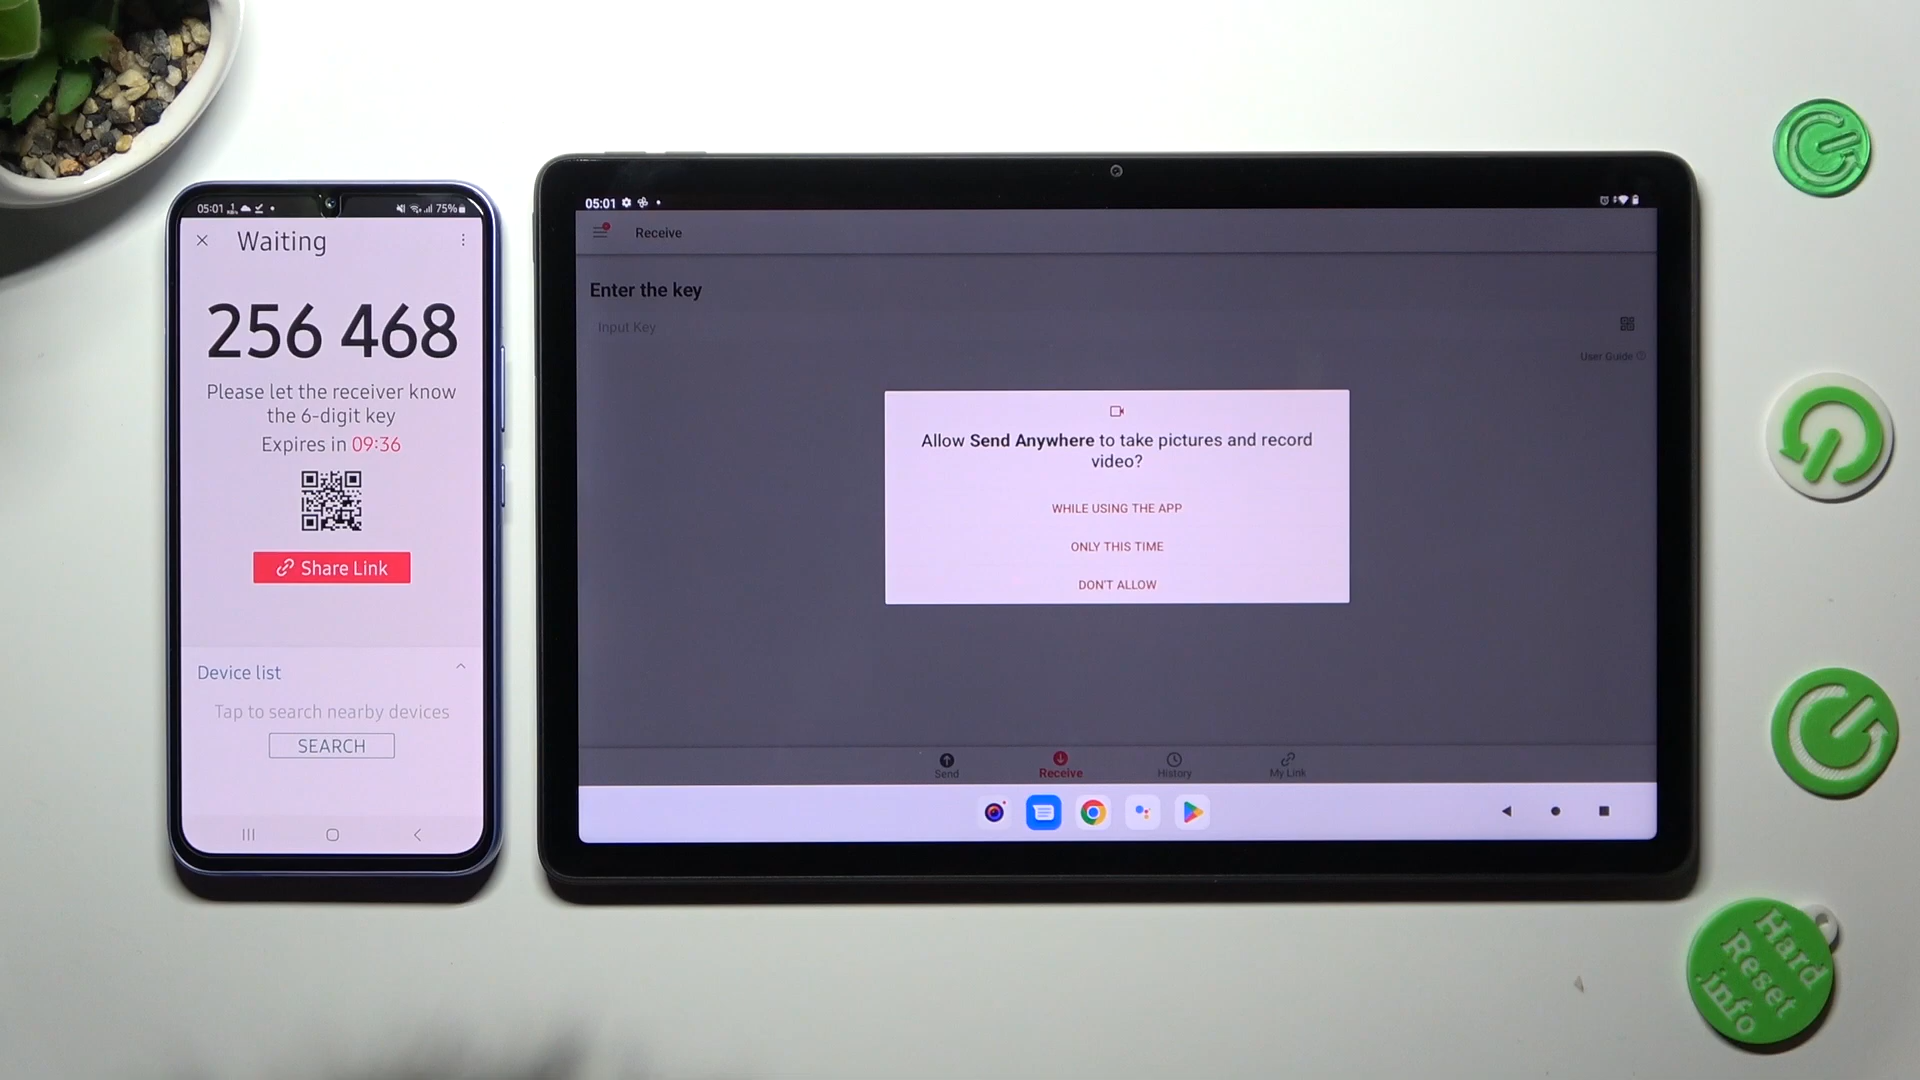 05:01
75%
Waiting
256 468
Please let the receiver know
the 6-digit key
Expires in 09:36
Share Link
Device list
Tap to search nearby devices
SEARCH
05:01
Receive
Enter the key
Input Key
User Guide
Allow Send Anywhere to take pictures and record
video?
WHILE USING THE APP
ONLY THIS TIME
DON'T ALLOW
Send
Receive
History
My Link
Hard
Reset
.info